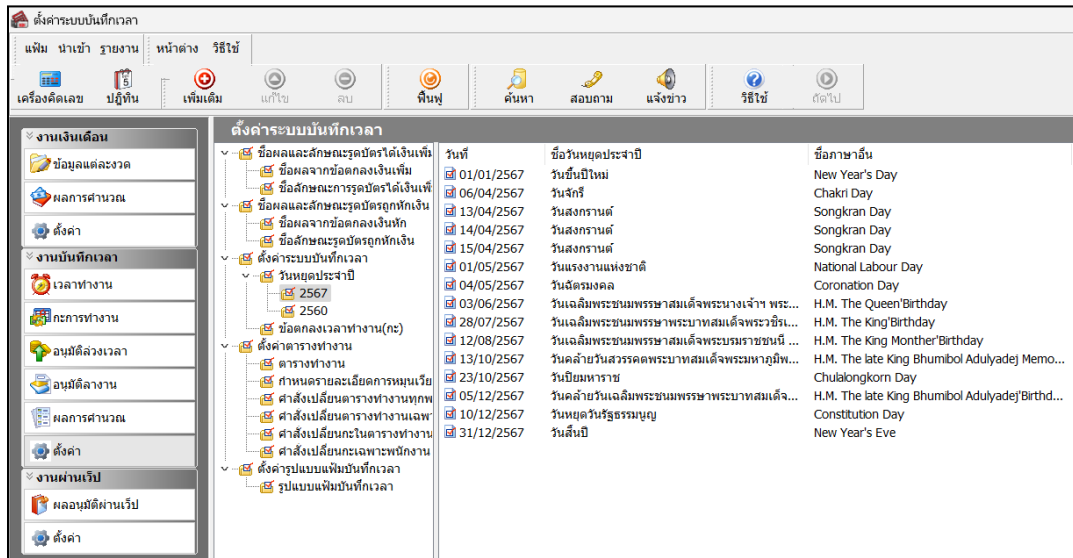 ตั้งค่าระบบบันทึกเวลา
แฟ้ม นำเข้า รายงาน หน้าต่าง วิธีใช้
เครื่องคิดเลข ปฏิทิน เพิ่มเติม แก้ไข ลบ ฟื้นฟู ค้นหา สอบถาม แจ้งข่าว วิธีใช้ ถัดไป
งานเงินเดือน
ข้อมูลแต่ละงวด
ผลการคำนวณ
ตั้งค่า
งานบันทึกเวลา
เวลาทำงาน
กะการทำงาน
อนุมัติล่วงเวลา
อนุมัติลางาน
ผลการคำนวณ
ตั้งค่า
งานผ่านเว็ป
ผลอนุมัติผ่านเว็ป
ตั้งค่า
ตั้งค่าระบบบันทึกเวลา
ชื่อผลและลักษณะรูดบัตรได้เงินเพิ่ม
ชื่อผลจากข้อตกลงเงินเพิ่ม
ชื่อลักษณะการรูดบัตรได้เงินเพิ่
ชื่อผลและลักษณะรูดบัตรถูกหักเงิน
ชื่อผลจากข้อตกลงเงินหัก
ชื่อลักษณะรูดบัตรถูกหักเงิน
ตั้งค่าระบบบันทึกเวลา
วันหยุดประจำปี
2567
2560
ข้อตกลงเวลาทำงาน(กะ)
ตั้งค่าตารางทำงาน
ตารางทำงาน
กำหนดรายละเอียดการหมุนเวีย
คำสั่งเปลี่ยนตารางทำงานทุกพ
คำสั่งเปลี่ยนตารางทำงานเฉพา
คำสั่งเปลี่ยนกะในตารางทำงาน
คำสั่งเปลี่ยนกะเฉพาะพนักงาน
ตั้งค่ารูปแบบแฟ้มบันทึกเวลา
รูปแบบแฟ้มบันทึกเวลา
วันที่ ชื่อวันหยุดประจำปี ชื่อภาษาอื่น
01/01/2567 วันขึ้นปีใหม่ New Year's Day
06/04/2567 วันจักรี Chakri Day
13/04/2567 วันสงกรานต์ Songkran Day
14/04/2567 วันสงกรานต์ Songkran Day
15/04/2567 วันสงกรานต์ Songkran Day
01/05/2567 วันแรงงานแห่งชาติ National Labour Day
04/05/2567 วันฉัตรมงคล Coronation Day
03/06/2567 วันเฉลิมพระชนมพรรษาสมเด็จพระนางเจ้าฯ พระ... H.M. The Queen'Birthday
28/07/2567 วันเฉลิมพระชนมพรรษาพระบาทสมเด็จพระวชิรเ... H.M. The King'Birthday
12/08/2567 วันเฉลิมพระชนมพรรษาสมเด็จพระบรมราชชนนี ... H.M. The King Monther'Birthday
13/10/2567 วันคล้ายวันสวรรคตพระบาทสมเด็จพระมหาภูมิพ... H.M. The late King Bhumibol Adulyadej Memo...
23/10/2567 วันปิยมหาราช Chulalongkorn Day
05/12/2567 วันคล้ายวันเฉลิมพระชนมพรรษาพระบาทสมเด็จ... H.M. The late King Bhumibol Adulyadej'Birthd...
10/12/2567 วันหยุดวันรัฐธรรมนูญ Constitution Day
31/12/2567 วันสิ้นปี New Year's Eve